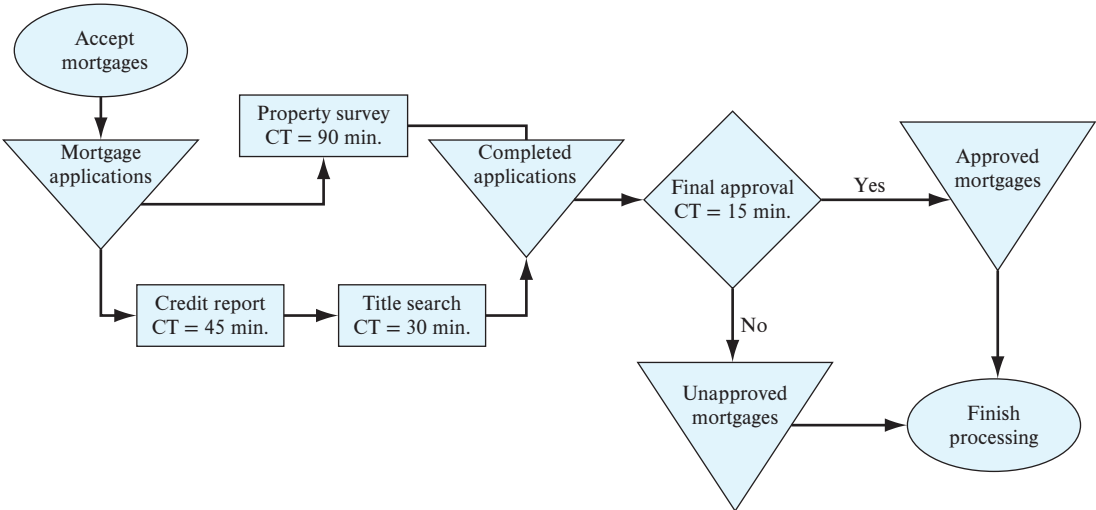 Accept
mortgages
Mortgage
applications
Property survey
CT = 90 min.
Credit report
CT = 45 min.
Title search
CT = 30 min.
Completed
applications
Final approval
CT = 15 min.
Yes
No
Approved
mortgages
Unapproved
mortgages
Finish
processing